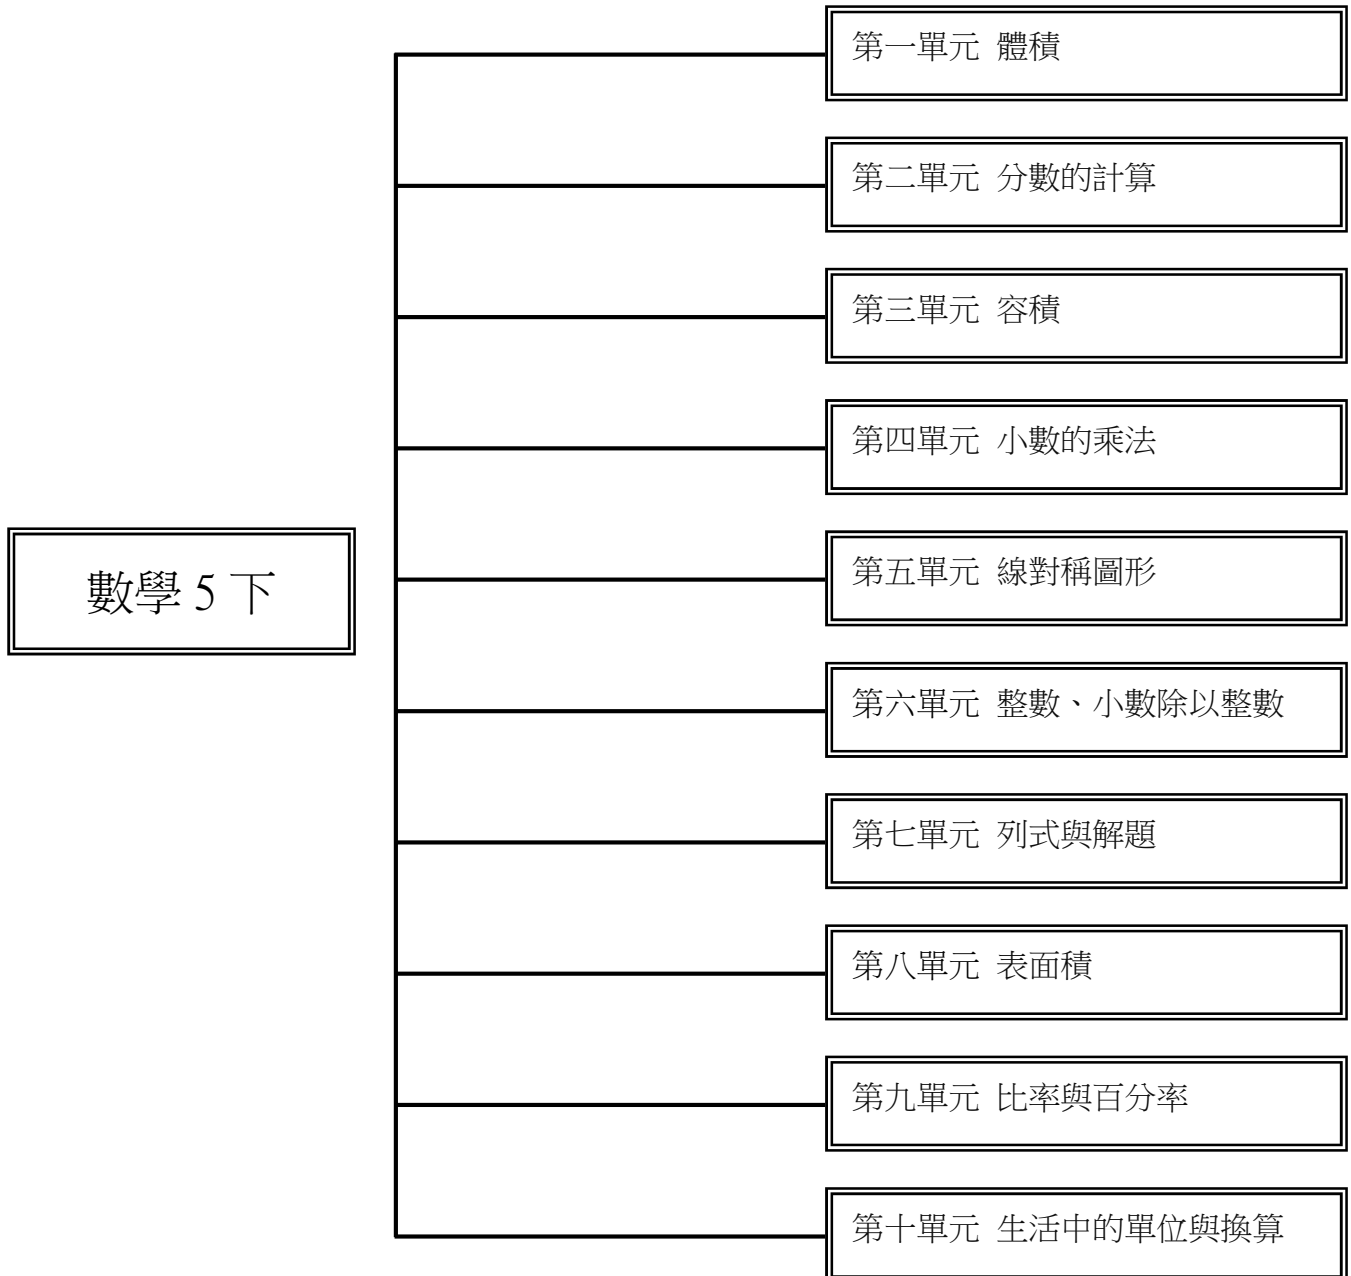 第一單元 體積
第二單元 分數的計算
第三單元 容積
第四單元 小數的乘法
數學 5 下
第五單元 線對稱圖形
第六單元 整數、小數除以整數
第七單元 列式與解題
第八單元 表面積
第九單元 比率與百分率
第十單元 生活中的單位與換算